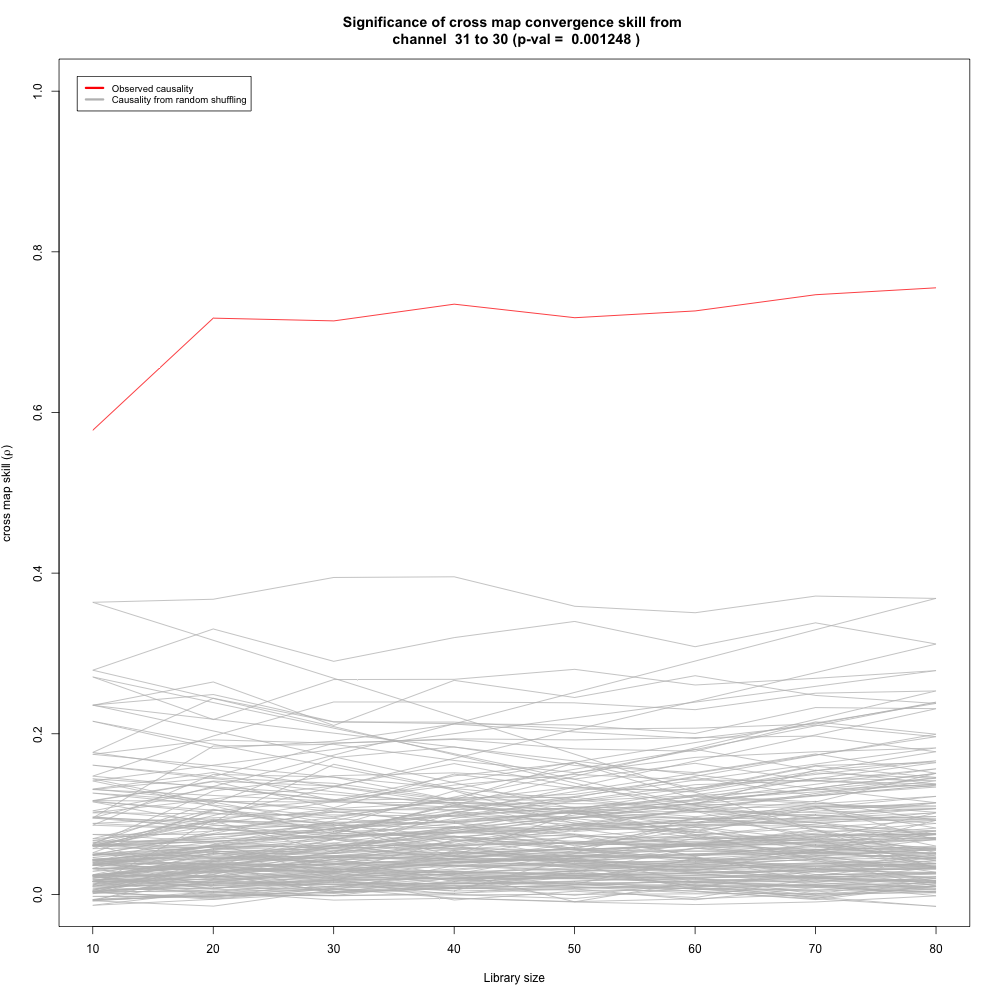 Significance of cross map convergence skill from
channel  31 to 30 (p-val =  0.001248 )
Observed causality
Causality from random shuffling
1.0
0.8
0.6
0.4
0.2
0.0
cross map skill (ρ)
10 20 30 40 50 60 70 80
Library size